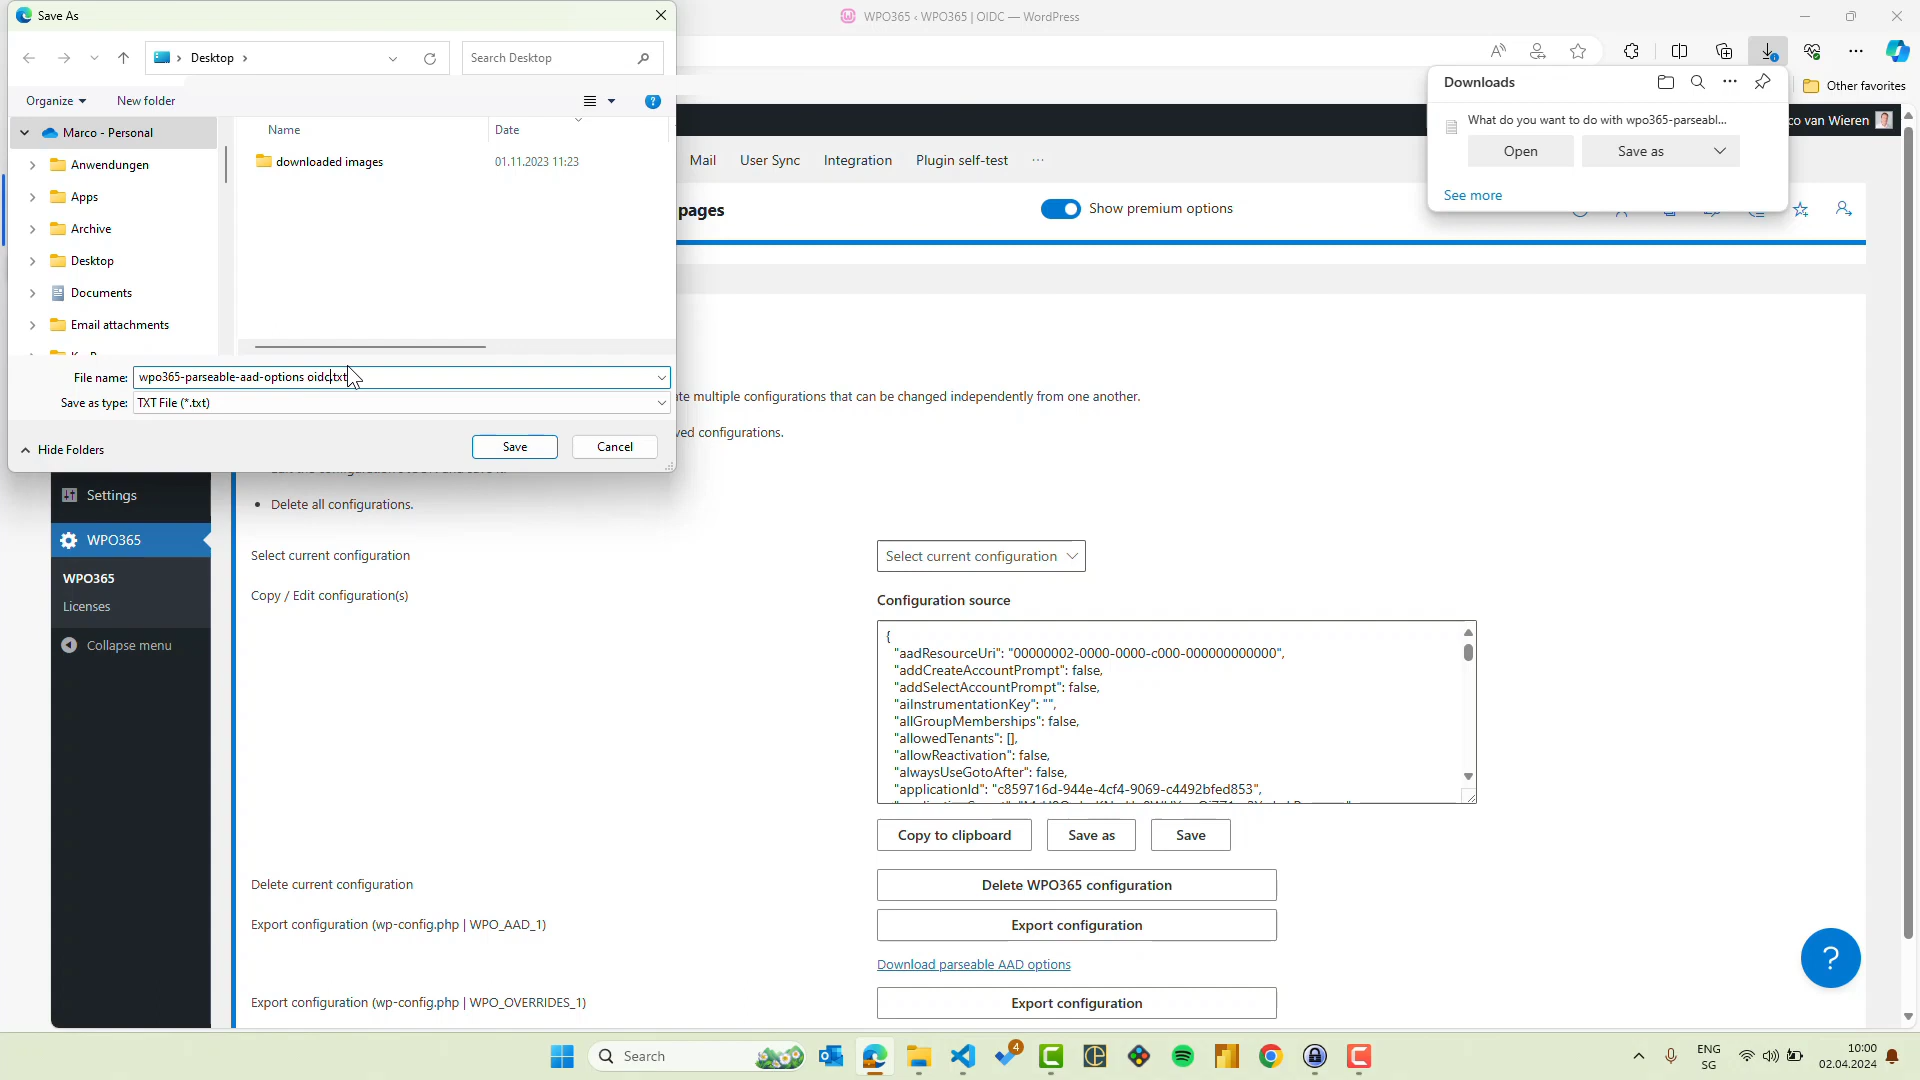 Save As
WPO365 ‹ WPO365 | OIDC — WordPress
Desktop
Search Desktop
Organize
New folder
Name
Date
Marco - Personal
Anwendungen
Apps
Archive
Desktop
Documents
Email attachments
downloaded images
01.11.2023 11:23
File name:
wpo365-parseable-aad-options oidc.txt
Save as type:
TXT File (*.txt)
Hide Folders
Save
Cancel
Downloads
What do you want to do with wpo365-parseabl...
Open
Save as
See more
Other favorites
co van Wieren
Mail
User Sync
Integration
Plugin self-test
pages
Show premium options
ate multiple configurations that can be changed independently from one another.
ved configurations.
Delete all configurations.
Settings
WPO365
WPO365
Licenses
Collapse menu
Select current configuration
Select current configuration
Copy / Edit configuration(s)
Configuration source
{
"aadResourceUri": "00000002-0000-0000-c000-000000000000",
"addCreateAccountPrompt": false,
"addSelectAccountPrompt": false,
"aiInstrumentationKey": "",
"allGroupMemberships": false,
"allowedTenants": [],
"allowReactivation": false,
"alwaysUseGotoAfter": false,
"applicationId": "c859716d-944e-4cf4-9069-c4492bfed853",
Copy to clipboard
Save as
Save
Delete current configuration
Delete WPO365 configuration
Export configuration (wp-config.php | WPO_AAD_1)
Export configuration
Download parseable AAD options
Export configuration (wp-config.php | WPO_OVERRIDES_1)
Export configuration
?
Search
4
ENG
SG
10:00
02.04.2024